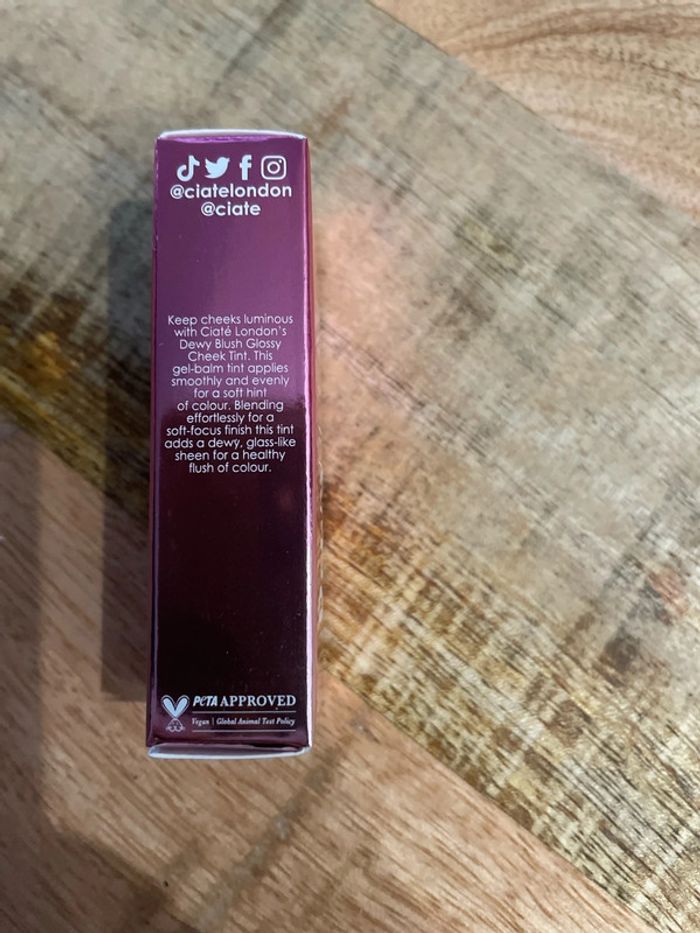 @ciatelondon
@ciate
Keep cheeks luminous
with Ciaté London's
Dewy Blush Glossy
Cheek Tint. This
gel-balm tint applies
smoothly and evenly
for a soft hint
of colour. Blending
effortlessly for a
soft-focus finish this tint
adds a dewy, glass-like
sheen for a healthy
flush of colour.
PETA APPROVED
Vegan | Global Animal Test Policy